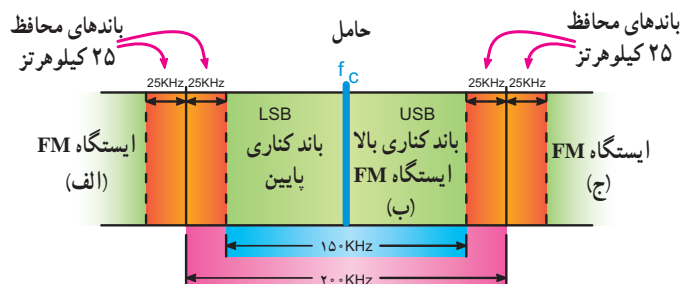 باندهای محافظ
۲۵ کیلوهرتز
حامل
باندهای محافظ
۲۵ کیلوهرتز
25KHz 25KHz
f c
25KHz 25KHz
ایستگاه FM
(ج)
USB
باند کناری بالا
ایستگاه FM
(ب)
LSB
باند کناری
پایین
ایستگاه FM
(الف)
۱۵۰KHz
۲۰۰KHz